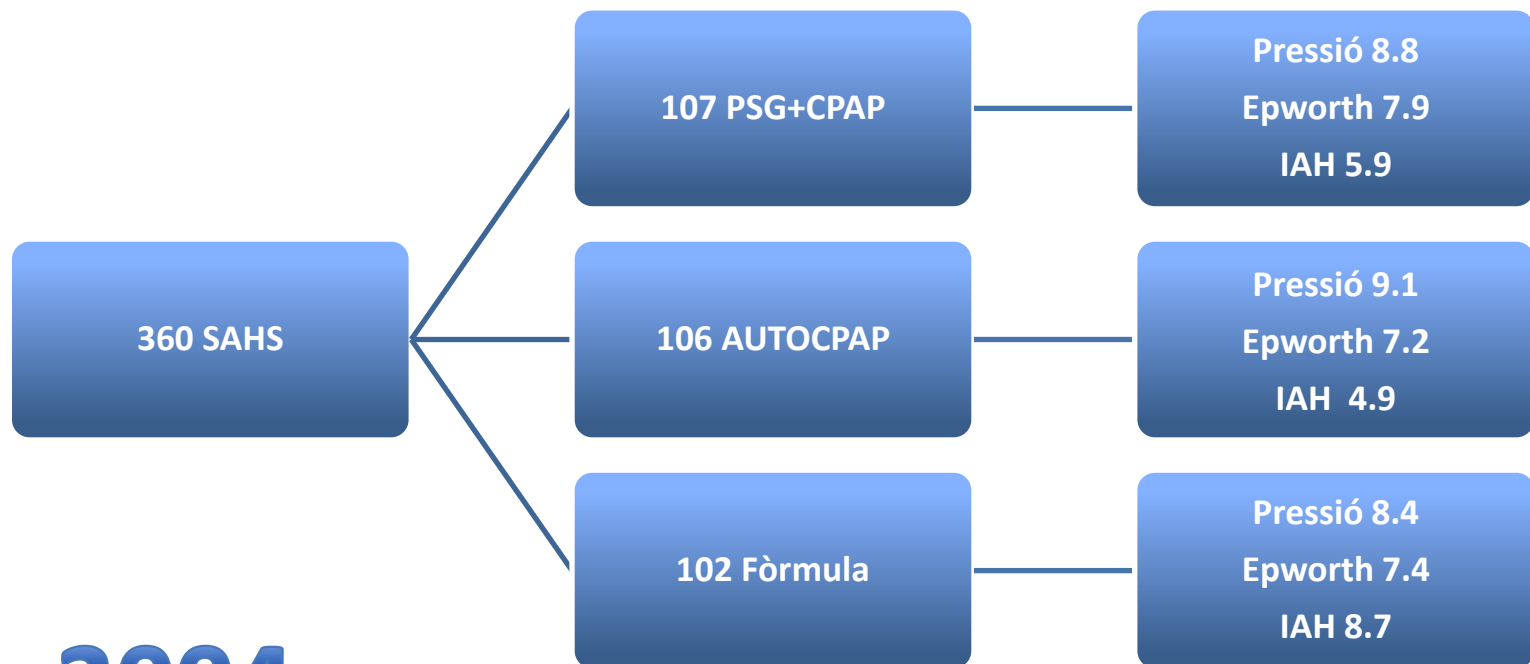 360 SAHS
107 PSG+CPAP
Pressió 8.8
Epworth 7.9
IAH 5.9
106 AUTOCPAP
Pressió 9.1
Epworth 7.2
IAH 4.9
102 Fòrmula
Pressió 8.4
Epworth 7.4
IAH 8.7